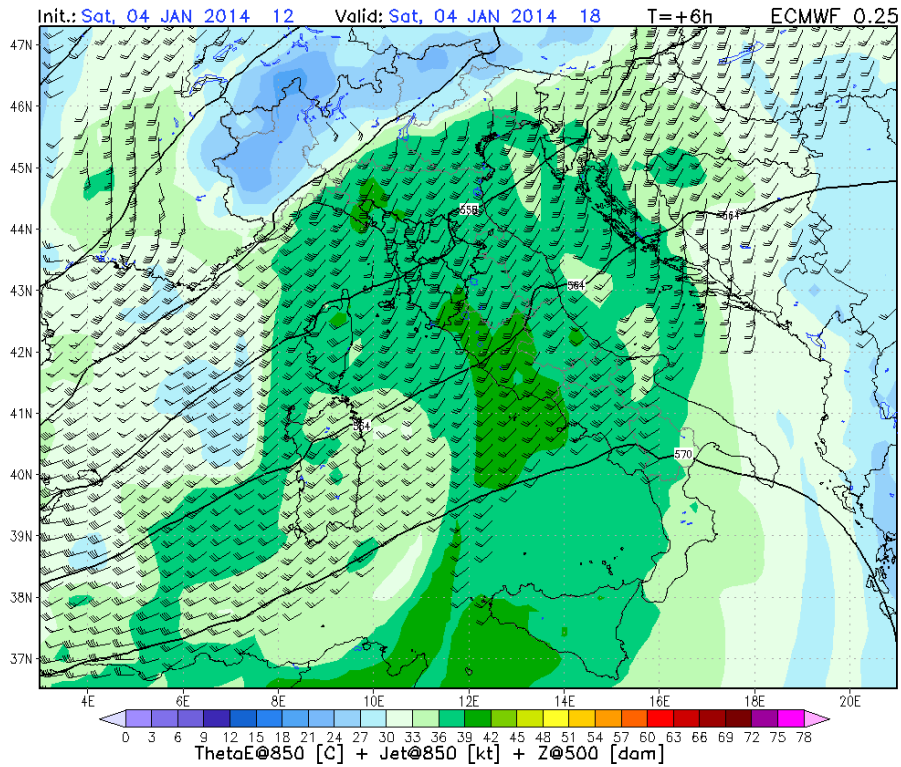 Init.: Sat, 04 JAN 2014 12 Valid: Sat, 04 JAN 2014 18 T=+6h ECMWF 0.25
47N
46N
45N
44N
43N
42N
41N
40N
39N
38N
37N
558
564
564
564
570
4E 6E 8E 10E 12E 14E 16E 18E 20E
0 3 6 9 12 15 18 21 24 27 30 33 36 39 42 45 48 51 54 57 60 63 66 69 72 75 78
ThetaE@850 [C] + Jet@850 [kt] + Z@500 [dam]